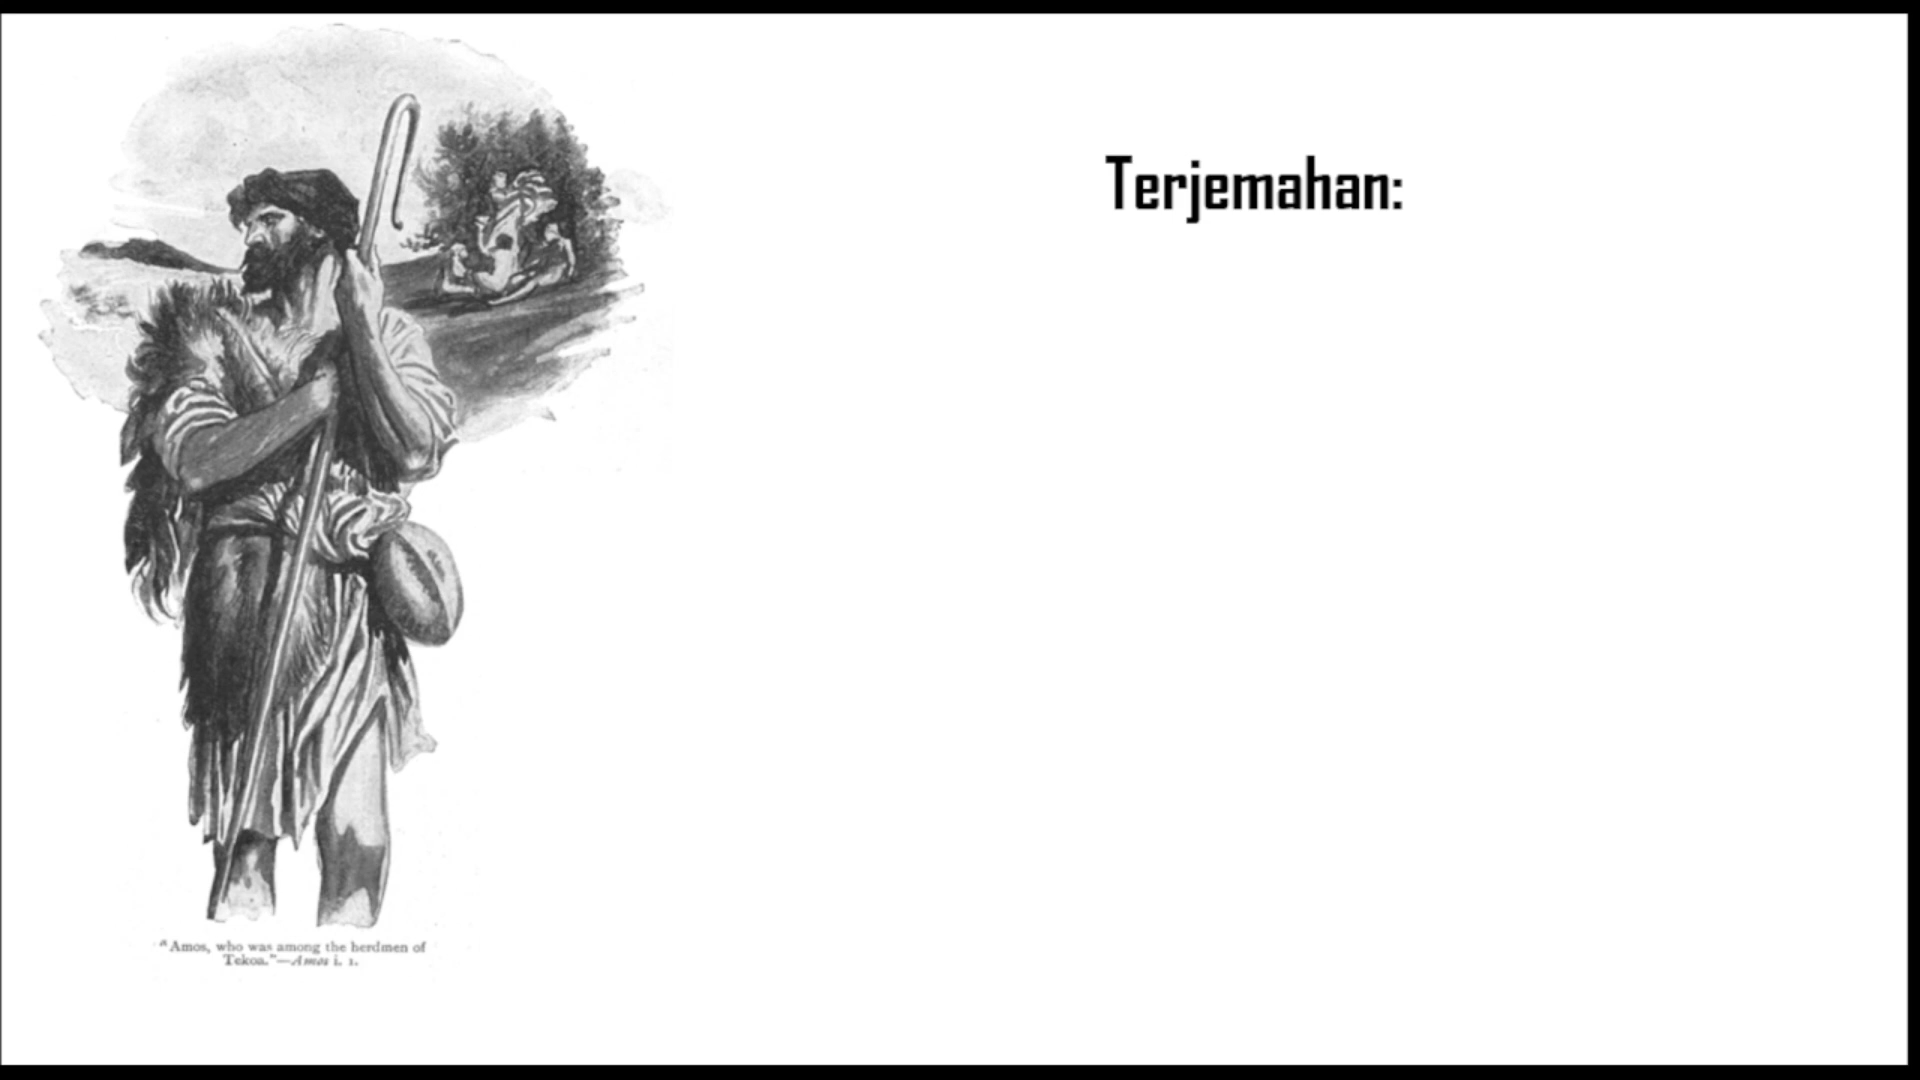 Terjemahan:
"Amos, who was among the herdmen of
Tekoa."—Amos i. 1.